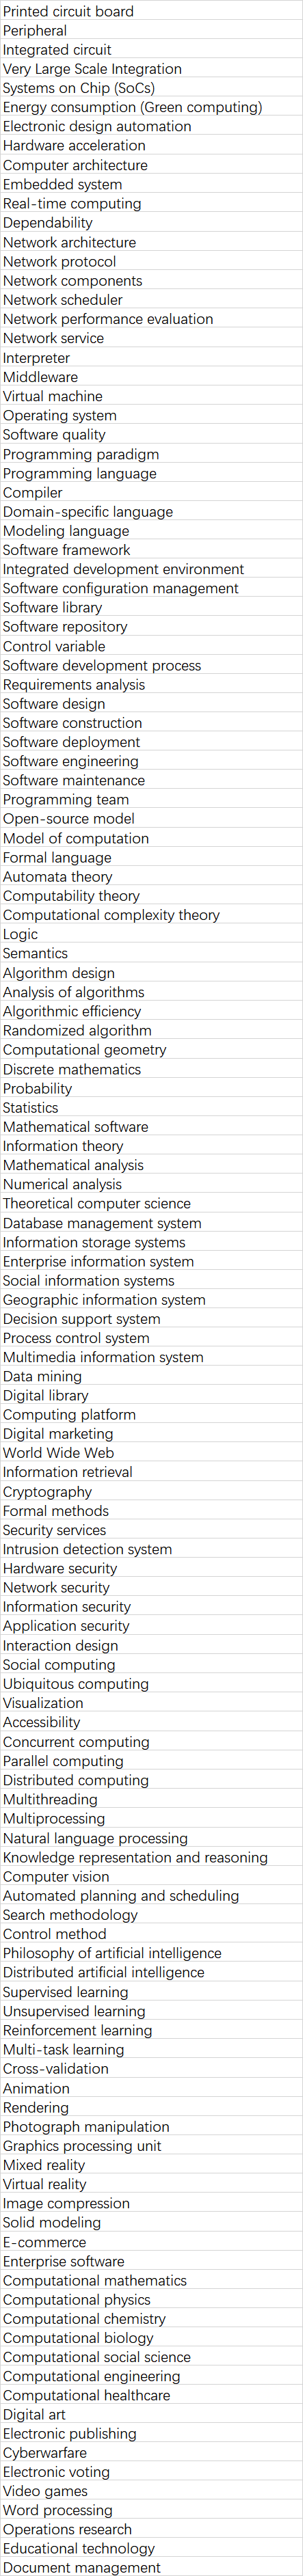 Printed circuit board
Peripheral
Integrated circuit
Very Large Scale Integration
Systems on Chip (SoCs)
Energy consumption (Green computing)
Electronic design automation
Hardware acceleration
Computer architecture
Embedded system
Real-time computing
Dependability
Network architecture
Network protocol
Network components
Network scheduler
Network performance evaluation
Network service
Interpreter
Middleware
Virtual machine
Operating system
Software quality
Programming paradigm
Programming language
Compiler
Domain-specific language
Modeling language
Software framework
Integrated development environment
Software configuration management
Software library
Software repository
Control variable
Software development process
Requirements analysis
Software design
Software construction
Software deployment
Software engineering
Software maintenance
Programming team
Open-source model
Model of computation
Formal language
Automata theory
Computability theory
Computational complexity theory
Logic
Semantics
Algorithm design
Analysis of algorithms
Algorithmic efficiency
Randomized algorithm
Computational geometry
Discrete mathematics
Probability
Statistics
Mathematical software
Information theory
Mathematical analysis
Numerical analysis
Theoretical computer science
Database management system
Information storage systems
Enterprise information system
Social information systems
Geographic information system
Decision support system
Process control system
Multimedia information system
Data mining
Digital library
Computing platform
Digital marketing
World Wide Web
Information retrieval
Cryptography
Formal methods
Security services
Intrusion detection system
Hardware security
Network security
Information security
Application security
Interaction design
Social computing
Ubiquitous computing
Visualization
Accessibility
Concurrent computing
Parallel computing
Distributed computing
Multithreading
Multiprocessing
Natural language processing
Knowledge representation and reasoning
Computer vision
Automated planning and scheduling
Search methodology
Control method
Philosophy of artificial intelligence
Distributed artificial intelligence
Supervised learning
Unsupervised learning
Reinforcement learning
Multi-task learning
Cross-validation
Animation
Rendering
Photograph manipulation
Graphics processing unit
Mixed reality
Virtual reality
Image compression
Solid modeling
E-commerce
Enterprise software
Computational mathematics
Computational physics
Computational chemistry
Computational biology
Computational social science
Computational engineering
Computational healthcare
Digital art
Electronic publishing
Cyberwarfare
Electronic voting
Video games
Word processing
Operations research
Educational technology
Document management